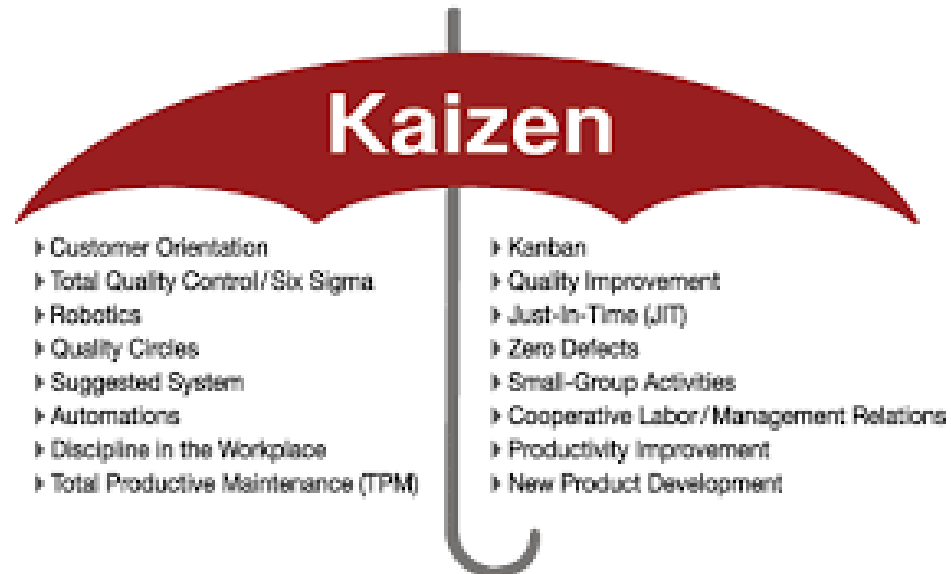 Kaizen
Customer Orientation
Total Quality Control/Six Sigma
Robotics
Quality Circles
Suggested System
Automations
Discipline in the Workplace
Total Productive Maintenance (TPM)
Kanban
Quality Improvement
Just-In-Time (JIT)
Zero Defects
Small-Group Activities
Cooperative Labor/Management Relations
Productivity Improvement
New Product Development